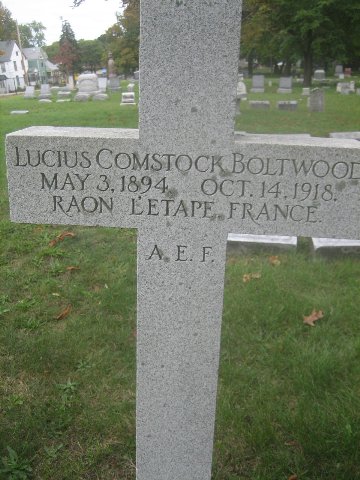 LUCIUS COMSTOCK BOLTWOOD
MAY 3, 1894. OCT. 14, 1918.
RAON L'ETAPE, FRANCE.
A. E. F.